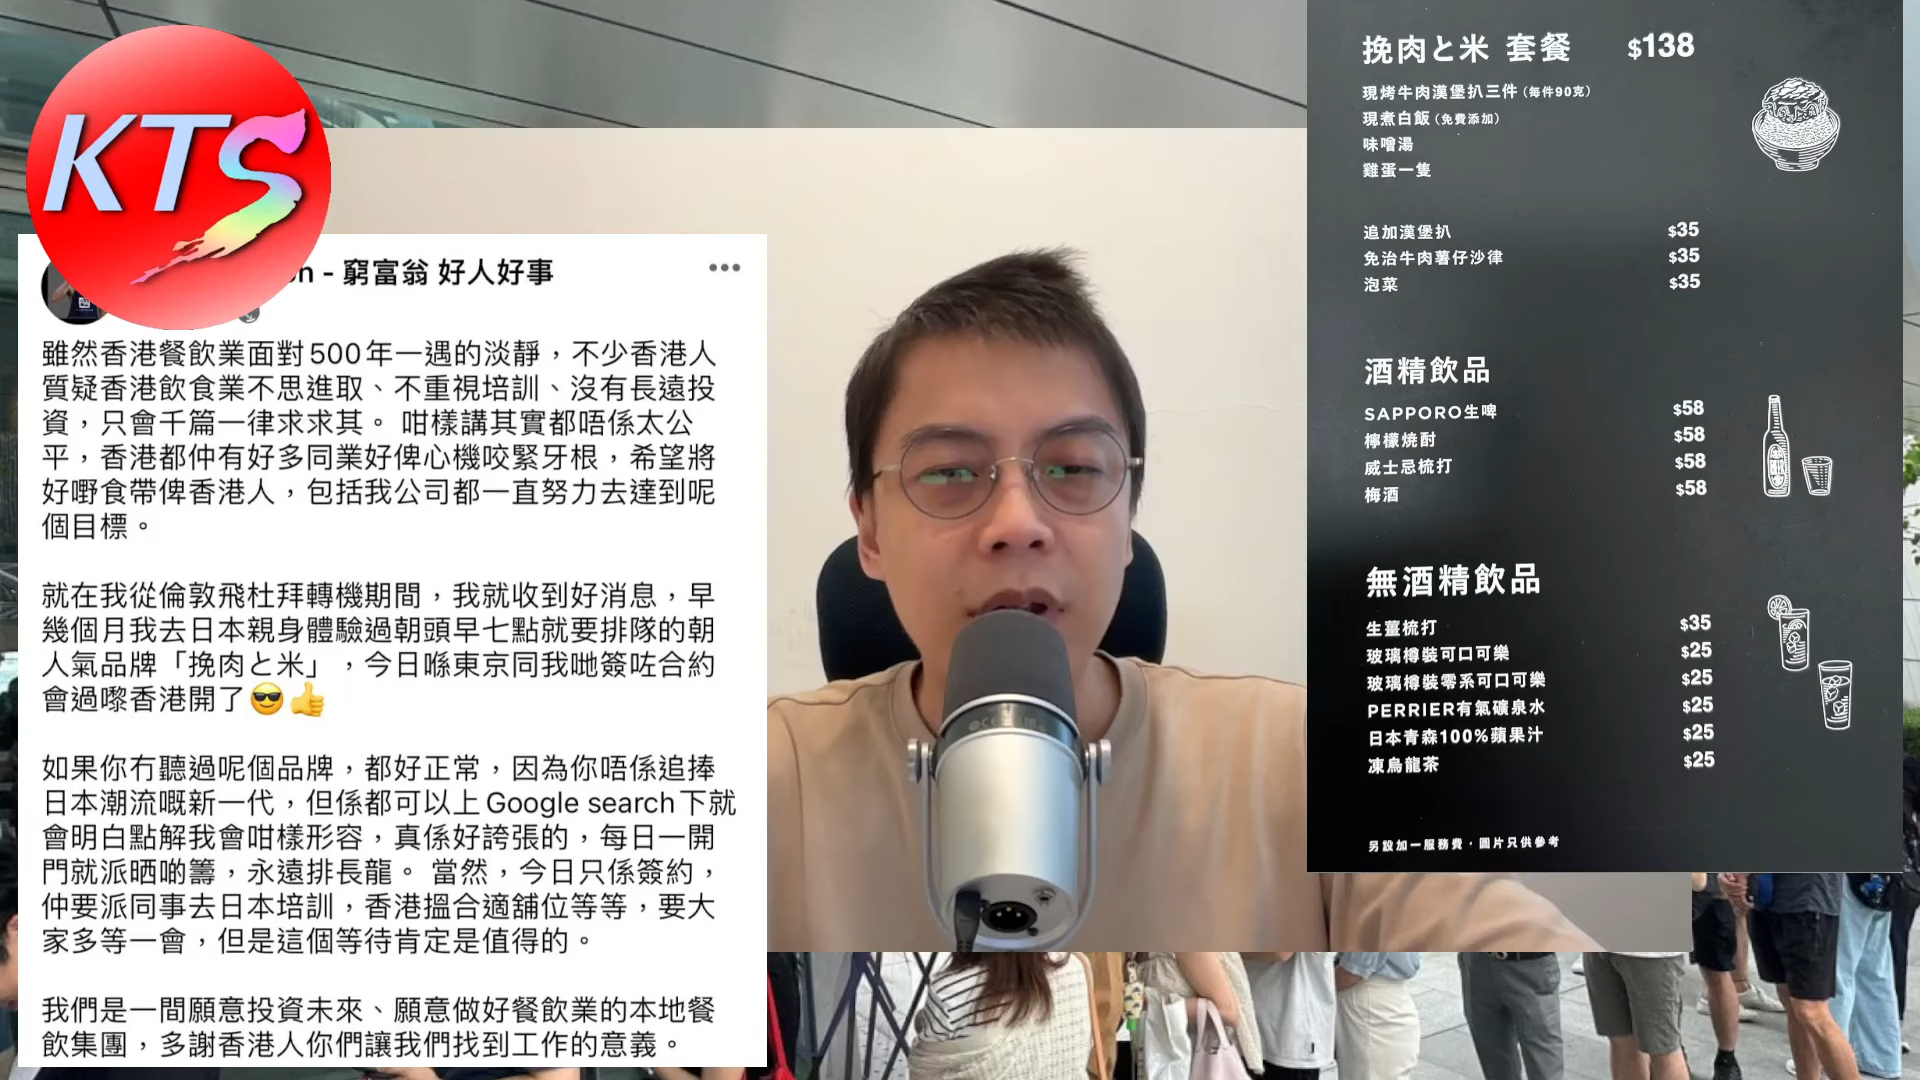 KTS
n - 窮富翁 好人好事
雖然香港餐飲業面對500年一遇的淡靜，不少香港人
質疑香港飲食業不思進取、不重視培訓、沒有長遠投
資，只會千篇一律求求其。 咁樣講其實都唔係太公
平，香港都仲有好多同業好俾心機咬緊牙根，希望將
好嘢食帶俾香港人，包括我公司都一直努力去達到呢
個目標。
就在我從倫敦飛杜拜轉機期間，我就收到好消息，早
幾個月我去日本親身體驗過朝頭早七點就要排隊的朝
人氣品牌「挽肉と米」，今日喺東京同我哋簽咗合約
會過嚟香港開了😎👍
如果你冇聽過呢個品牌，都好正常，因為你唔係追捧
日本潮流嘅新一代，但係都可以上Google search下就
會明白點解我會咁樣形容，真係好誇張的，每日一開
門就派晒啲籌，永遠排長龍。 當然，今日只係簽約，
仲要派同事去日本培訓，香港搵合適舖位等等，要大
家多等一會，但是這個等待肯定是值得的。
我們是一間願意投資未來、願意做好餐飲業的本地餐
飲集團，多謝香港人你們讓我們找到工作的意義。
挽肉と米 套餐 $138
現烤牛肉漢堡扒三件（每件90克）
現煮白飯（免費添加）
味噌湯
雞蛋一隻
追加漢堡扒 $35
免治牛肉薯仔沙律 $35
泡菜 $35
酒精飲品
SAPPORO生啤 $58
檸檬燒酎 $58
威士忌梳打 $58
梅酒 $58
無酒精飲品
生薑梳打 $35
玻璃樽裝可口可樂 $25
玻璃樽裝零系可口可樂 $25
PERRIER有氣礦泉水 $25
日本青森100%蘋果汁 $25
凍烏龍茶 $25
另設加一服務費，圖片只供參考